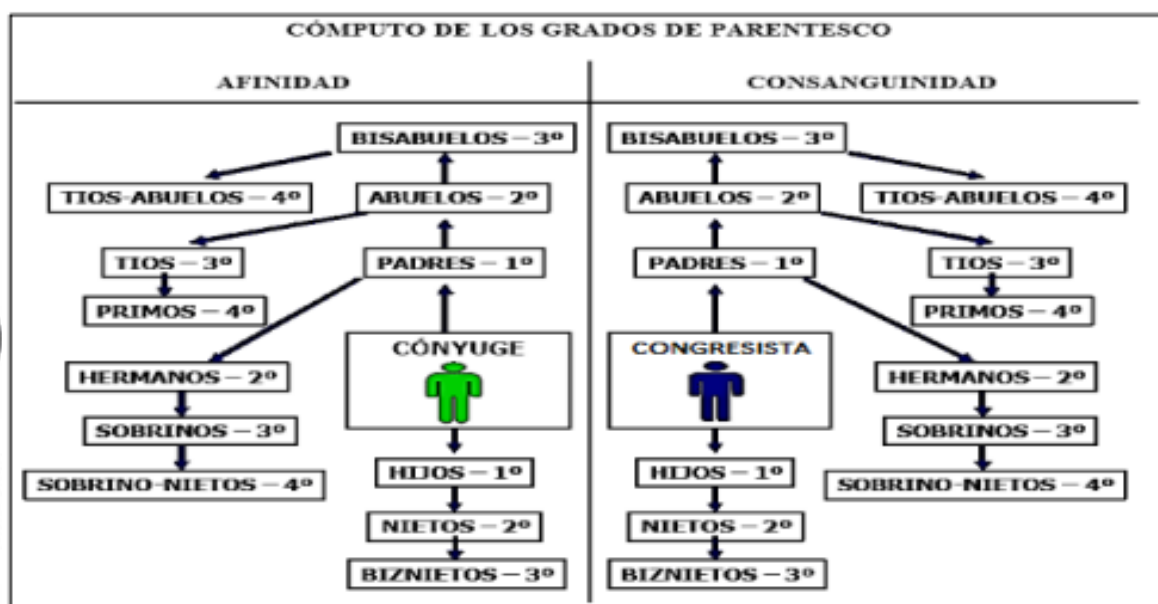 CÓMPUTO DE LOS GRADOS DE PARENTESCO
AFINIDAD
BISABUELOS – 3º
TIOS-ABUELOS – 4º
ABUELOS – 2º
TIOS – 3º
PADRES – 1º
PRIMOS – 4º
CÓNYUGE
HERMANOS – 2º
SOBRINOS – 3º
HIJOS – 1º
SOBRINO-NIETOS – 4º
NIETOS – 2º
BIZNIETOS – 3º
CONSANGUINIDAD
BISABUELOS – 3º
ABUELOS – 2º
TIOS-ABUELOS – 4º
PADRES – 1º
TIOS – 3º
PRIMOS – 4º
CONGRESISTA
HERMANOS – 2º
SOBRINOS – 3º
HIJOS – 1º
SOBRINO-NIETOS – 4º
NIETOS – 2º
BIZNIETOS – 3º